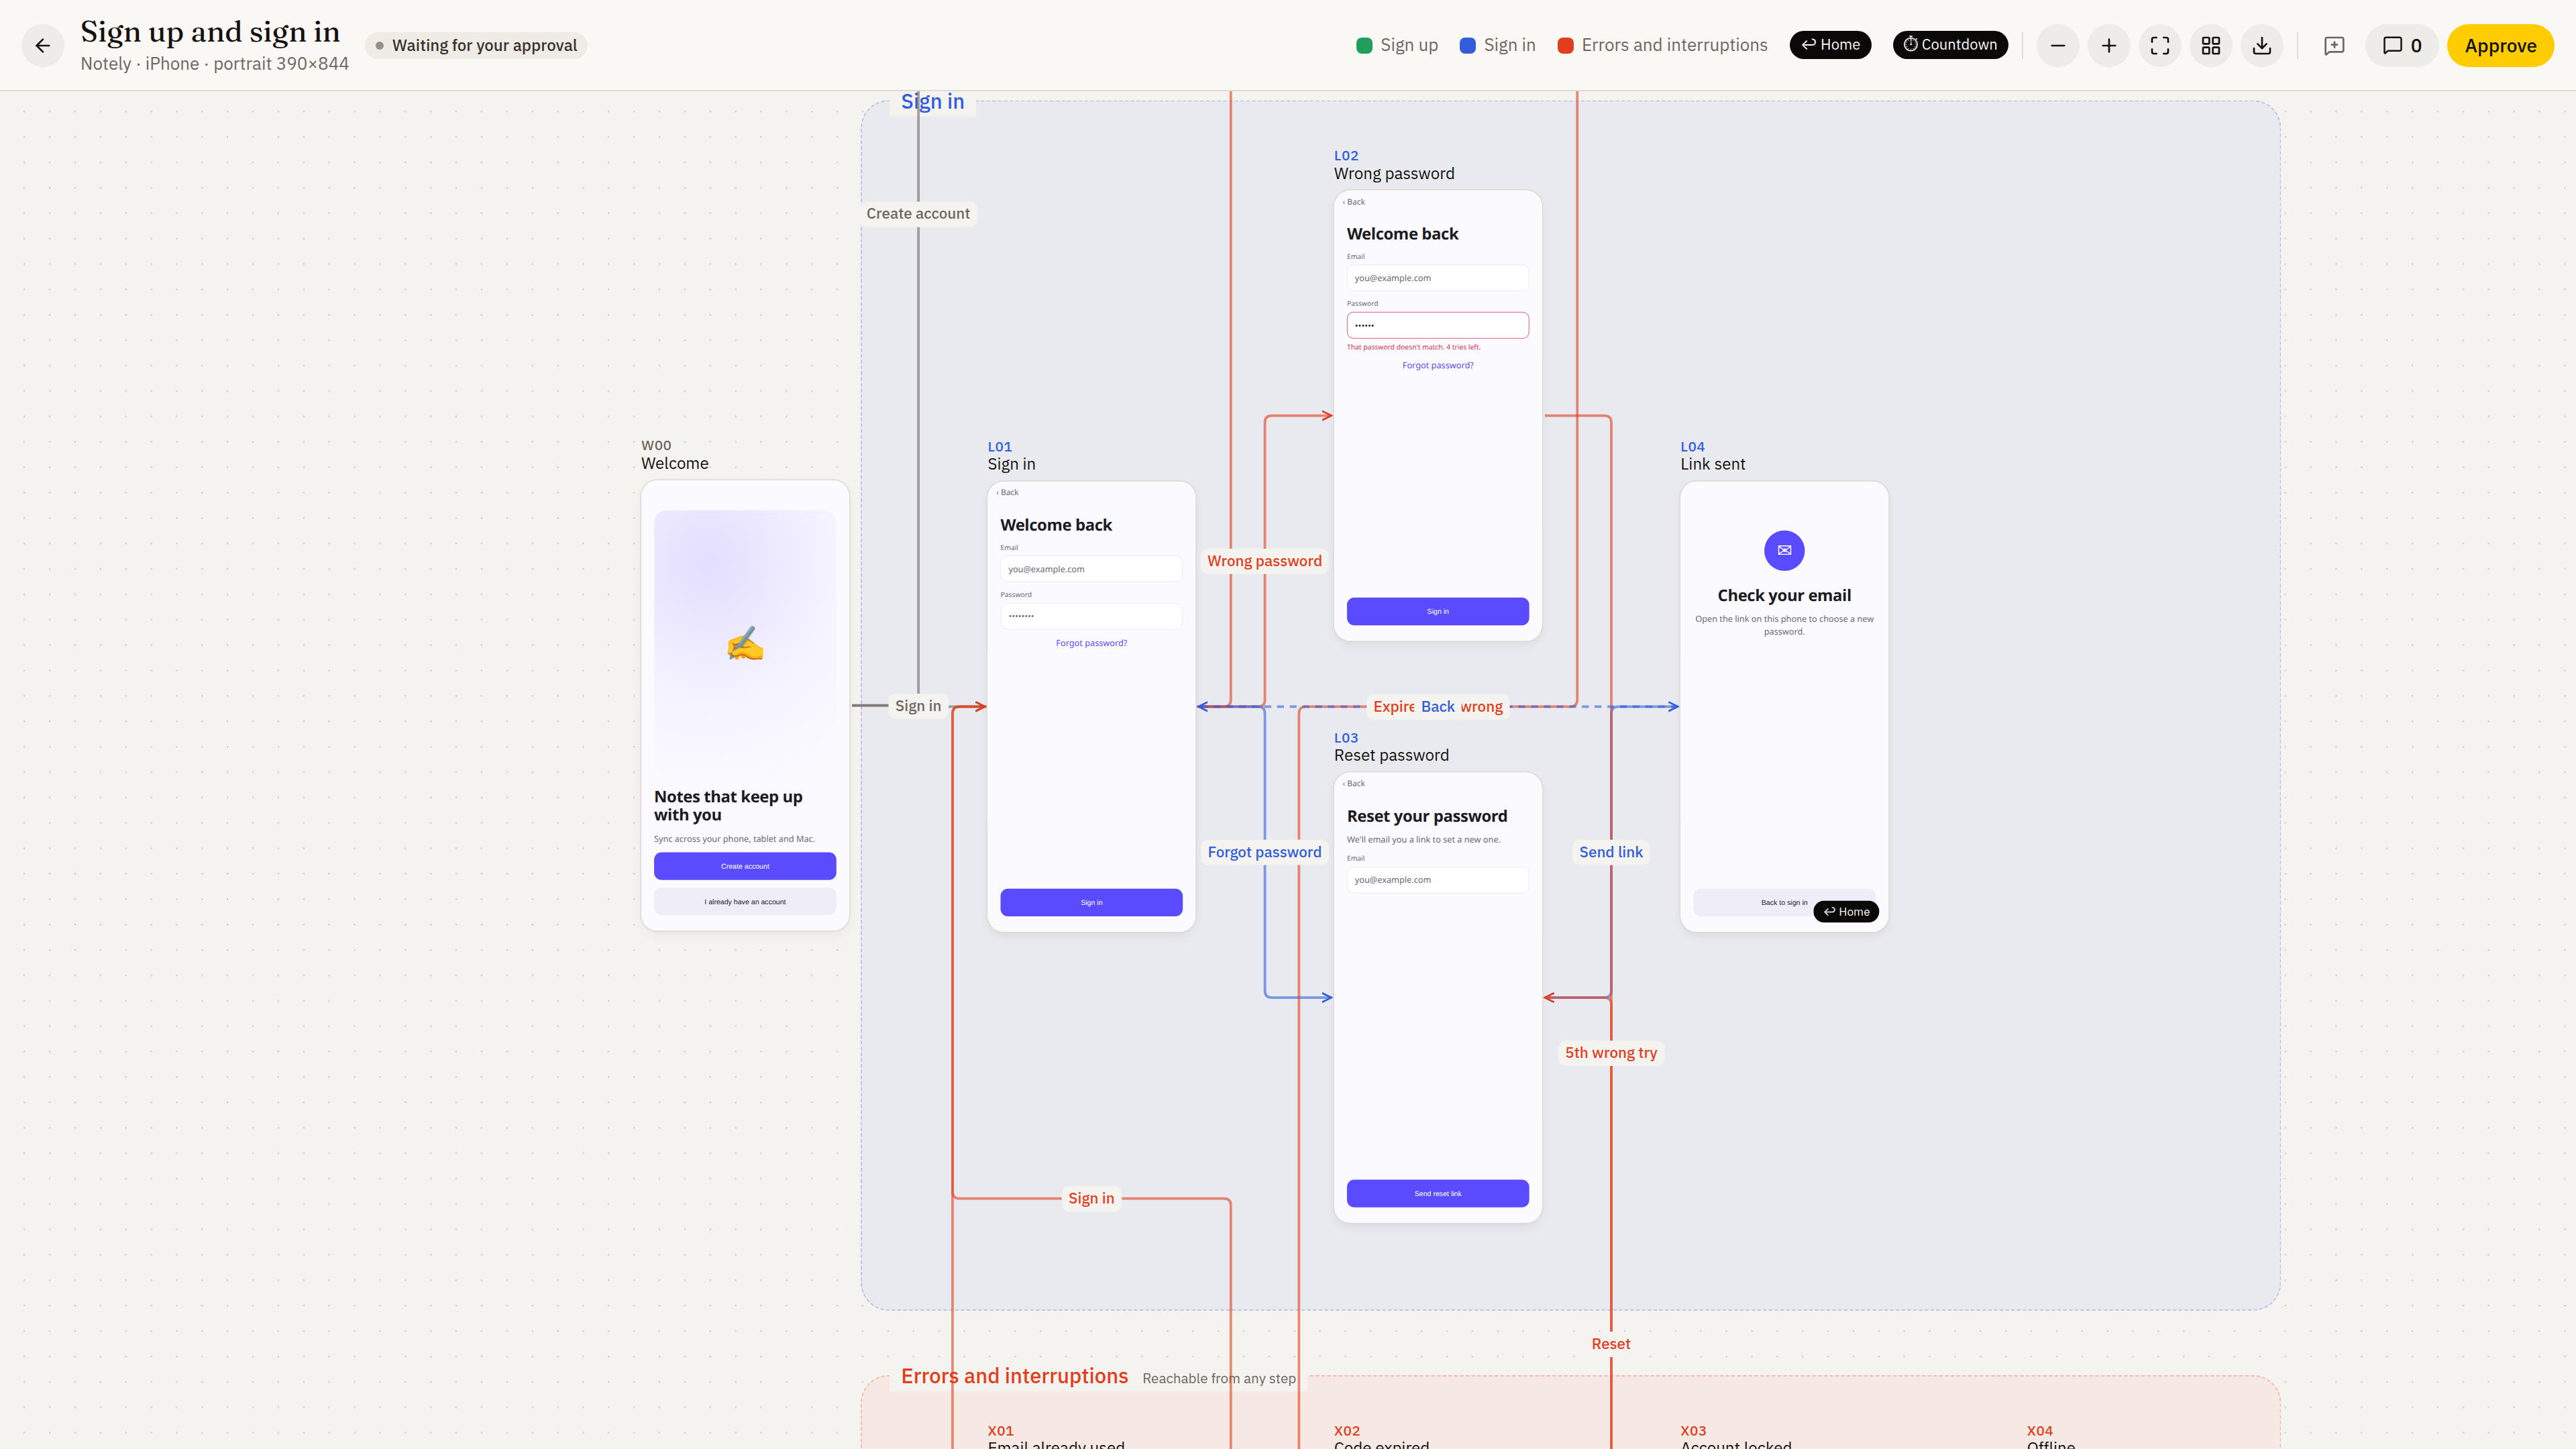 Sign up and sign in
Notely · iPhone · portrait 390×844
Waiting for your approval
Sign up
Sign in
Errors and interruptions
↩ Home
⏱ Countdown
0
Approve
Sign in
Create account
L02
Wrong password
‹ Back
Welcome back
Email
you@example.com
Password
••••••
That password doesn't match. 4 tries left.
Forgot password?
Sign in
W00
Welcome
✍
Notes that keep up
with you
Sync across your phone, tablet and Mac.
Create account
I already have an account
Sign in
L01
Sign in
‹ Back
Welcome back
Email
you@example.com
Password
••••••••
Forgot password?
Sign in
Wrong password
Back
wrong
Forgot password
L03
Reset password
‹ Back
Reset your password
We'll email you a link to set a new one.
Email
you@example.com
Send reset link
Send link
5th wrong try
L04
Link sent
✉
Check your email
Open the link on this phone to choose a new
password.
Back to sign in
↩ Home
Sign in
Reset
Errors and interruptions
Reachable from any step
X01
Email already used
X02
Code expired
X03
Account locked
X04
Offline